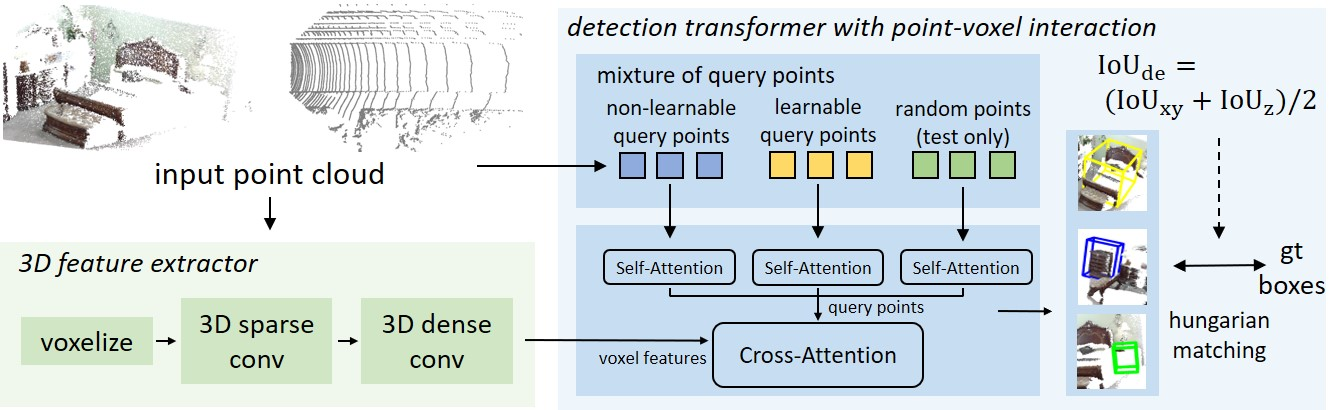 input point cloud
3D feature extractor
voxelize
3D sparse
conv
3D dense
conv
detection transformer with point-voxel interaction
mixture of query points
non-learnable
query points
learnable
query points
random points
(test only)
Self-Attention
Self-Attention
Self-Attention
query points
voxel features
Cross-Attention
IoU_de =
(IoU_xy + IoU_z)/2
gt
boxes
hungarian
matching